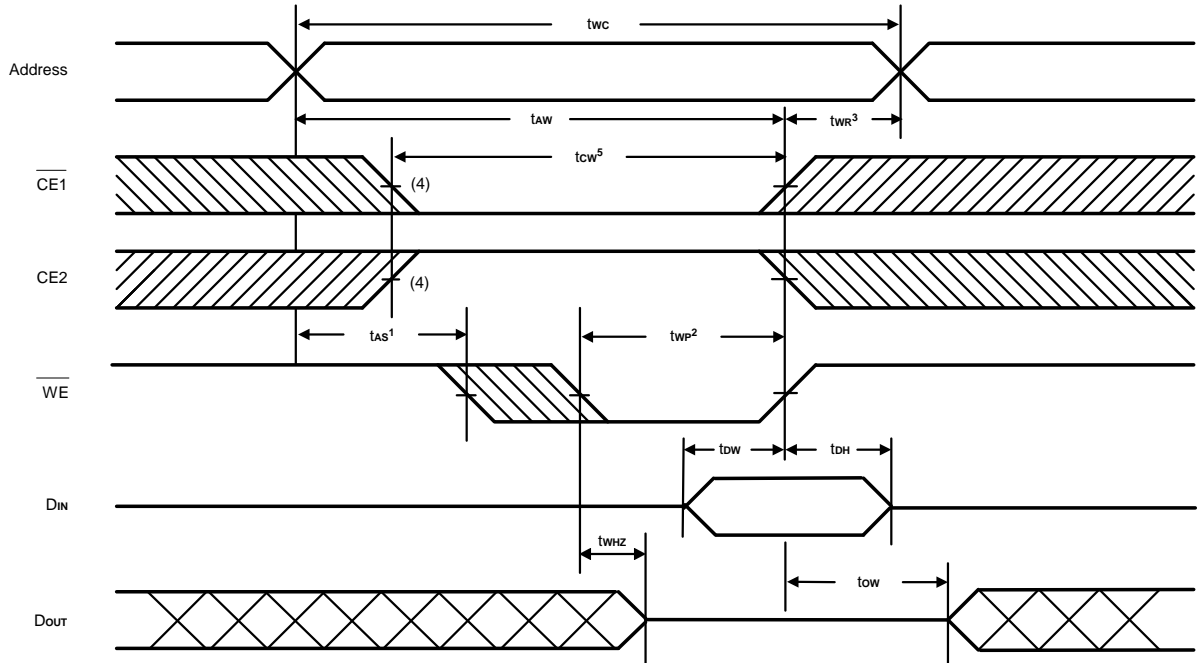 tWC
Address
tAW
tWR³
tCW⁵
CE1
(4)
CE2
(4)
tAS¹
tWP²
WE
tDW
tDH
DIN
tWHZ
tOW
DOUT